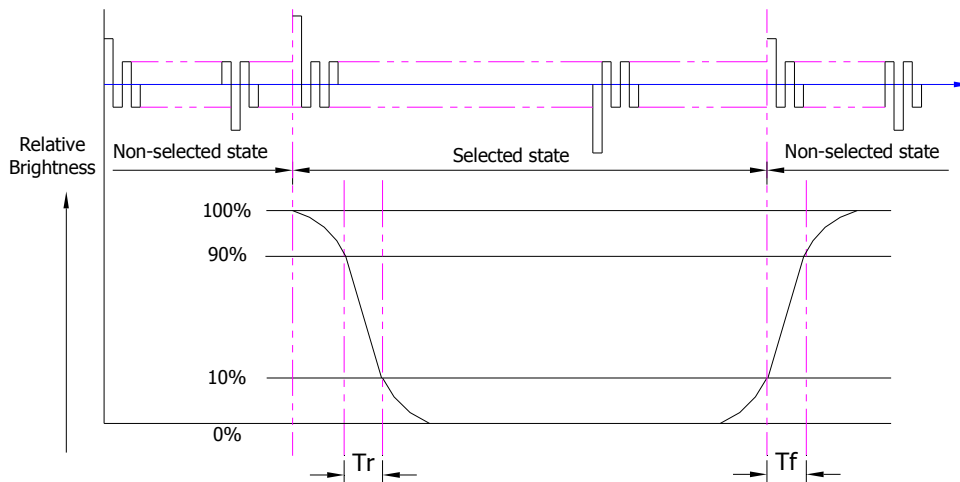 Relative
Brightness
Non-selected state
Selected state
Non-selected state
100%
90%
10%
0%
Tr
Tf